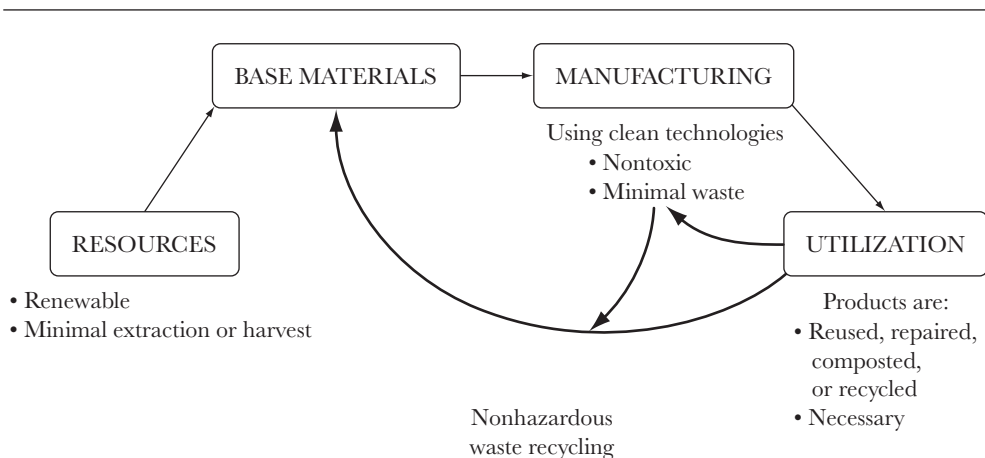 BASE MATERIALS
MANUFACTURING
Using clean technologies
• Nontoxic
• Minimal waste
RESOURCES
• Renewable
• Minimal extraction or harvest
UTILIZATION
Products are:
• Reused, repaired,
composted,
or recycled
• Necessary
Nonhazardous
waste recycling